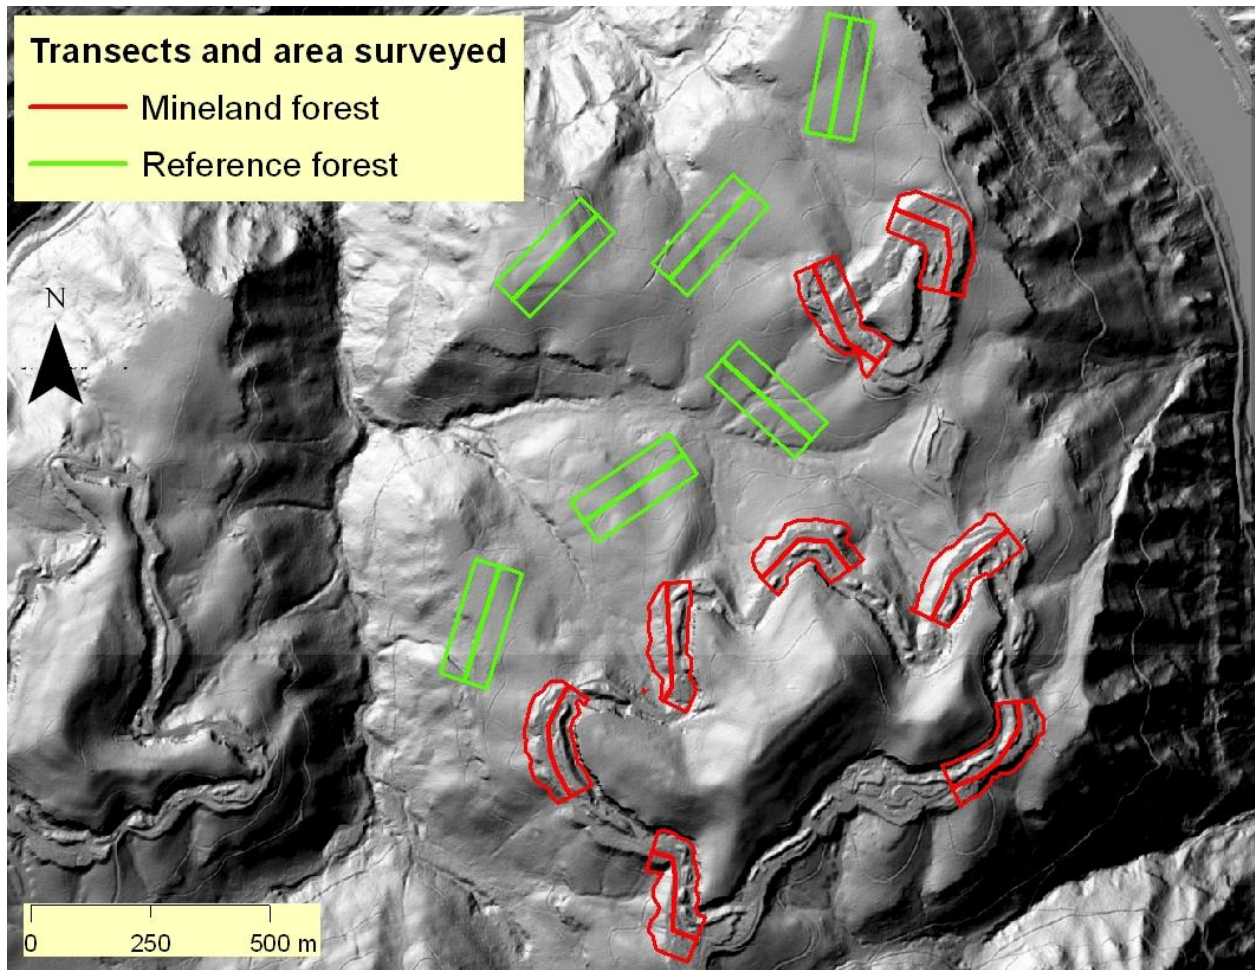 Transects and area surveyed
Mineland forest
Reference forest
N
0 250 500 m